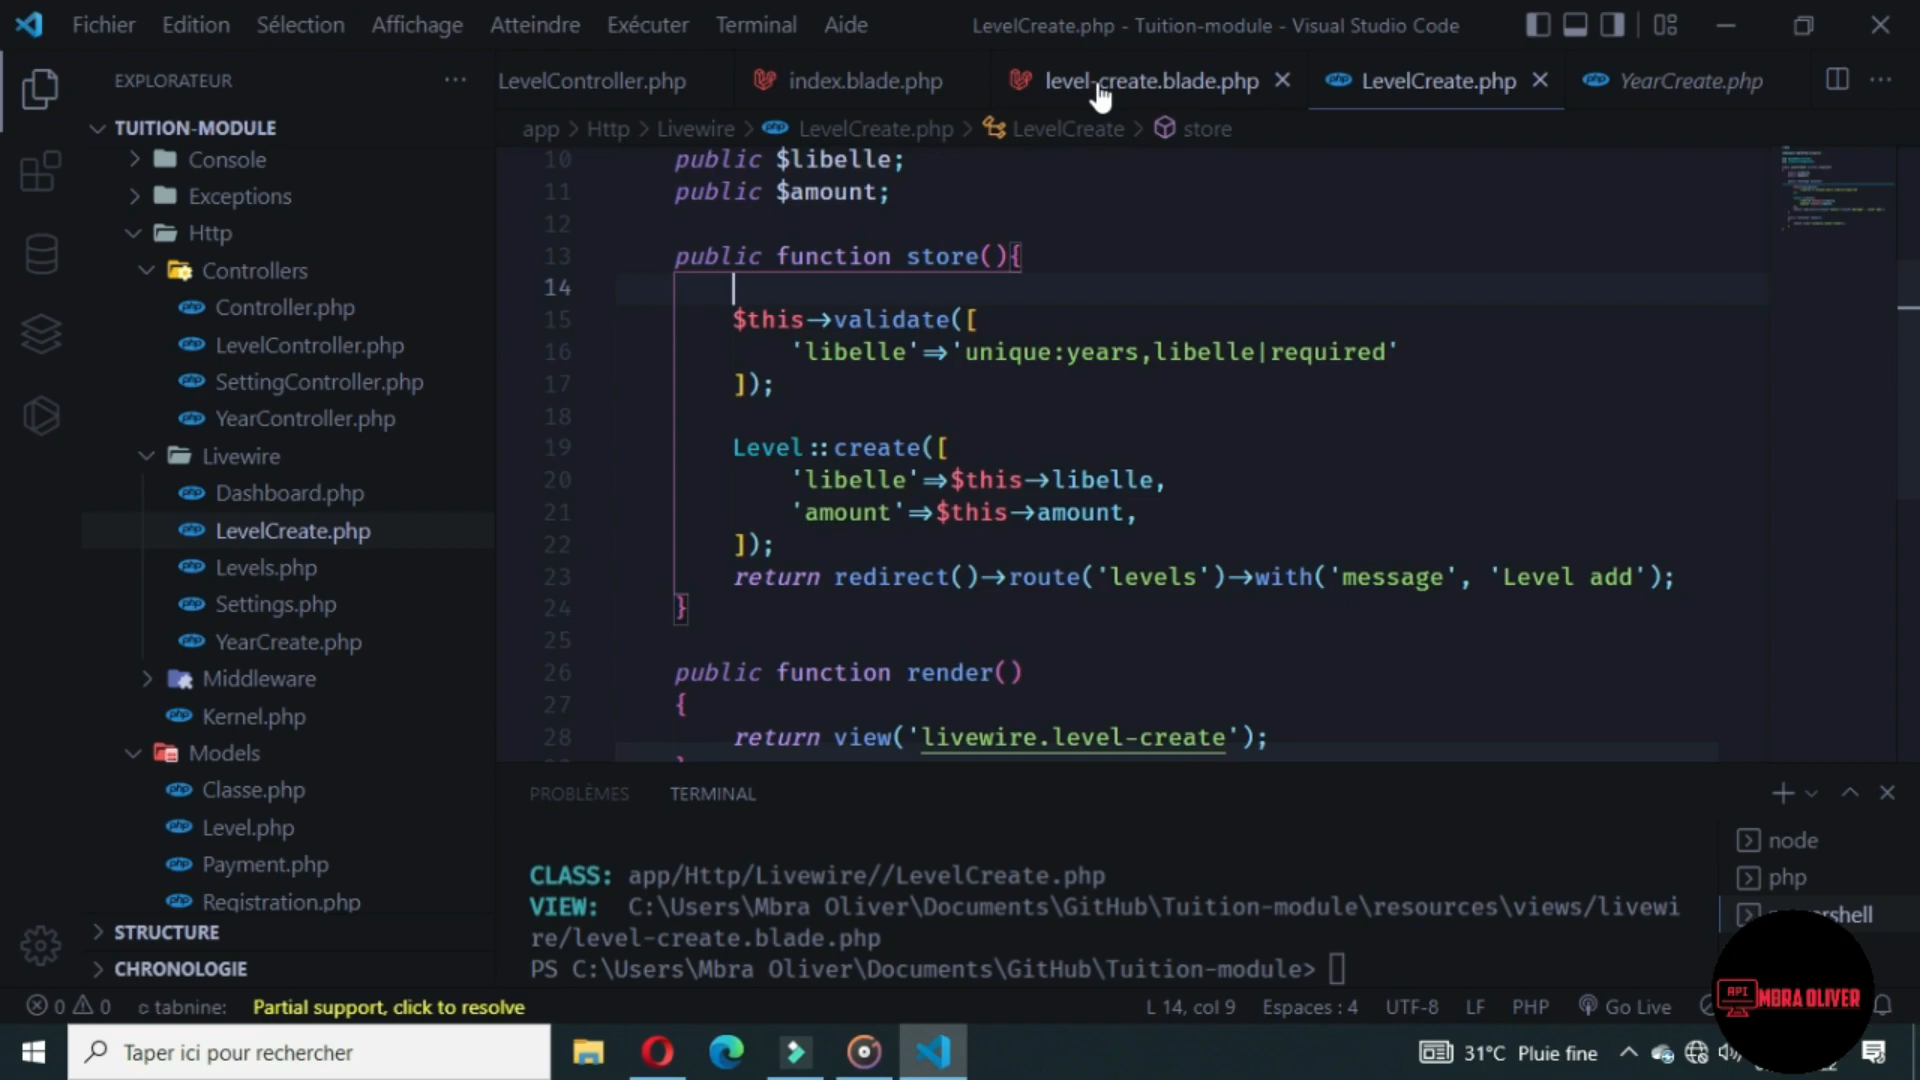 Fichier Edition Sélection Affichage Atteindre Exécuter Terminal Aide LevelCreate.php - Tuition-module - Visual Studio Code
EXPLORATEUR
LevelController.php index.blade.php level-create.blade.php LevelCreate.php YearCreate.php
app > Http > Livewire > LevelCreate.php > LevelCreate > store
TUITION-MODULE
Console
Exceptions
Http
Controllers
Controller.php
LevelController.php
SettingController.php
YearController.php
Livewire
Dashboard.php
LevelCreate.php
Levels.php
Settings.php
YearCreate.php
Middleware
Kernel.php
Models
Classe.php
Level.php
Payment.php
Registration.php
STRUCTURE
CHRONOLOGIE
10 public $libelle;
11 public $amount;
12
13 public function store(){
14
15 $this->validate([
16 'libelle'=>'unique:years,libelle|required'
17 ]);
18
19 Level::create([
20 'libelle'=>$this->libelle,
21 'amount'=>$this->amount,
22 ]);
23 return redirect()->route('levels')->with('message', 'Level add');
24 }
25
26 public function render()
27 {
28 return view('livewire.level-create');
PROBLÈMES TERMINAL
CLASS: app/Http/Livewire//LevelCreate.php
VIEW: C:\Users\Mbra Oliver\Documents\GitHub\Tuition-module\resources\views/livewi
re/level-create.blade.php
PS C:\Users\Mbra Oliver\Documents\GitHub\Tuition-module>
node
php
API MBRA OLIVER
0 0 tabnine: Partial support, click to resolve L 14, col 9 Espaces : 4 UTF-8 LF PHP Go Live
Taper ici pour rechercher 31°C Pluie fine